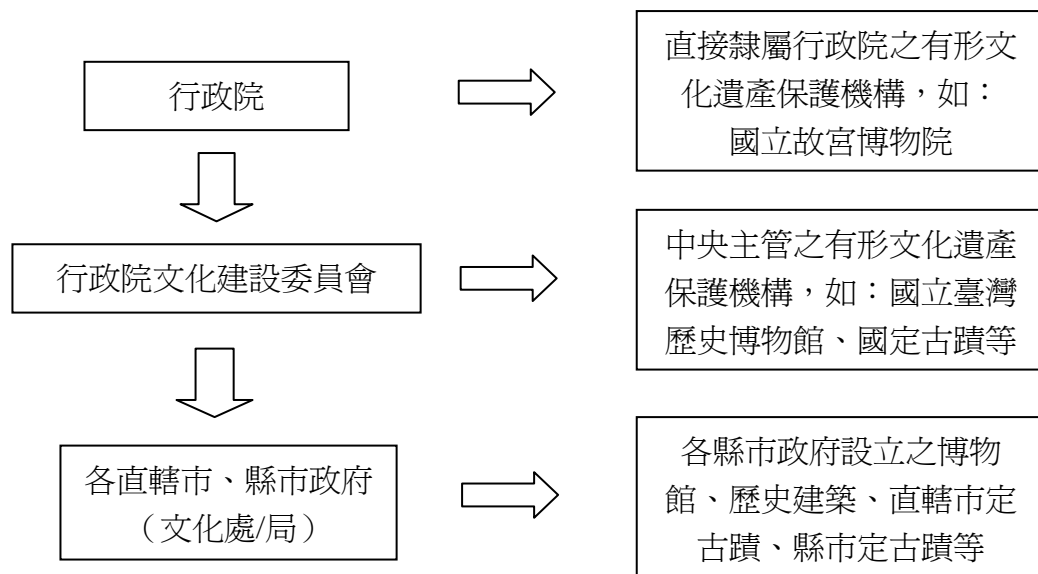 行政院
直接隸屬行政院之有形文
化遺產保護機構，如：
國立故宮博物院
行政院文化建設委員會
中央主管之有形文化遺產
保護機構，如：國立臺灣
歷史博物館、國定古蹟等
各直轄市、縣市政府
（文化處/局）
各縣市政府設立之博物
館、歷史建築、直轄市定
古蹟、縣市定古蹟等